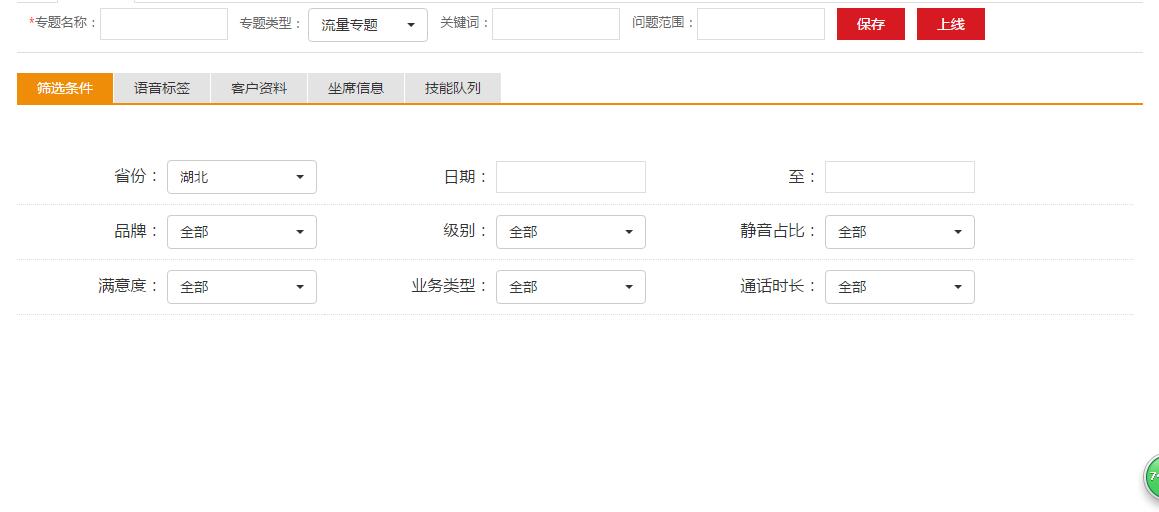 *专题名称： 专题类型： 流量专题 关键词： 问题范围： 保存 上线
筛选条件 语音标签 客户资料 坐席信息 技能队列
省份： 湖北 日期： 至：
品牌： 全部 级别： 全部 静音占比： 全部
满意度： 全部 业务类型： 全部 通话时长： 全部